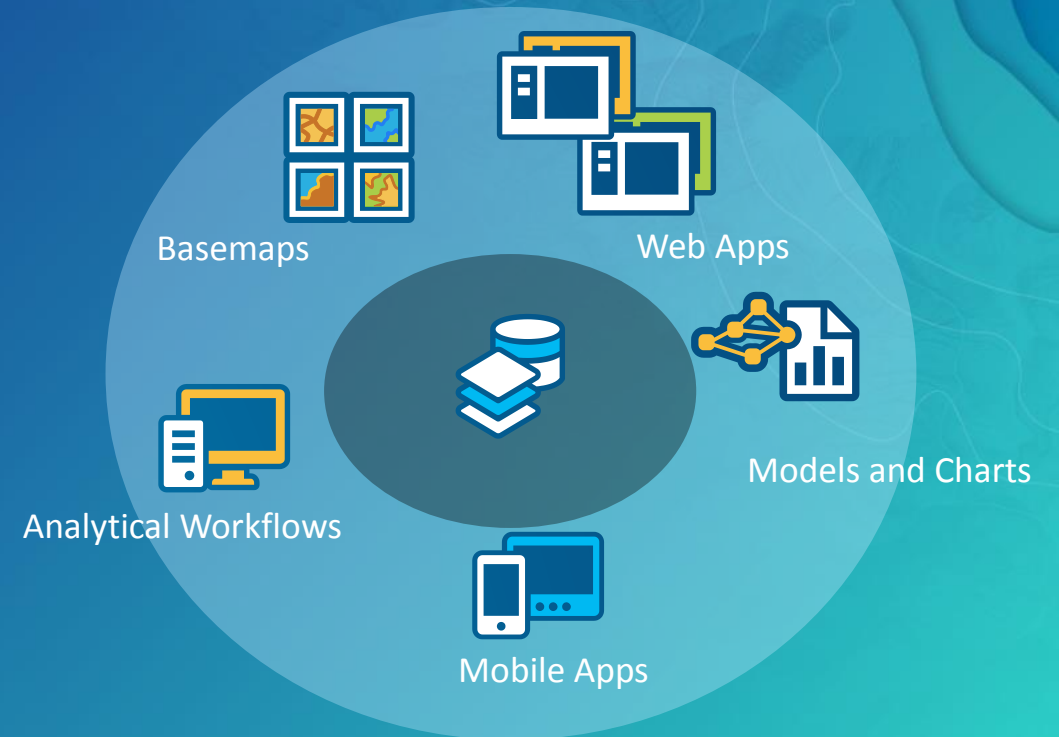 Basemaps
Web Apps
Models and Charts
Analytical Workflows
Mobile Apps